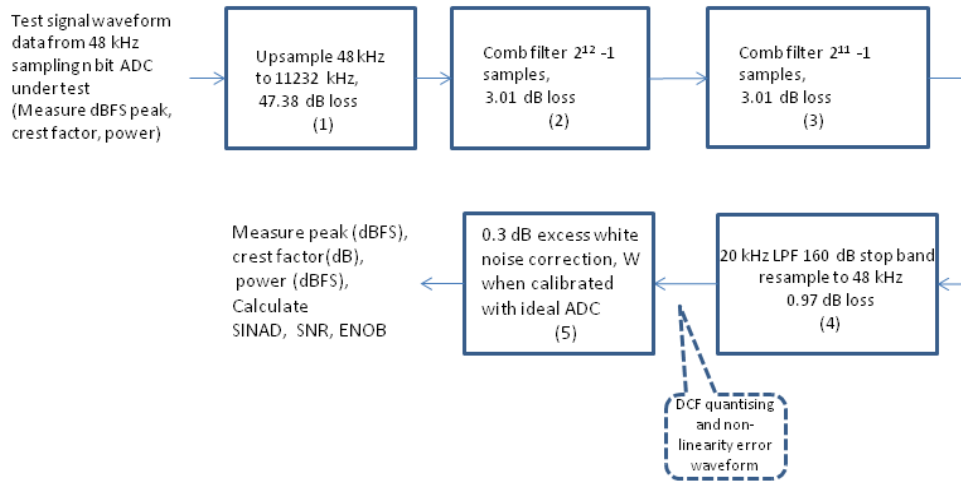 Test signal waveform
data from 48 kHz
sampling n bit ADC
under test
(Measure dBFS peak,
crest factor, power)
Upsample 48kHz
to 11232 kHz,
47.38 dB loss
(1)
Comb filter 2¹² -1
samples,
3.01 dB loss
(2)
Comb filter 2¹¹ -1
samples,
3.01 dB loss
(3)
Measure peak (dBFS),
crest factor(dB),
power (dBFS),
Calculate
SINAD, SNR, ENOB
0.3 dB excess white
noise correction, W
when calibrated
with ideal ADC
(5)
20 kHz LPF 160 dB stop band
resample to 48 kHz
0.97 dB loss
(4)
DCF quantising
and non-
linearity error
waveform